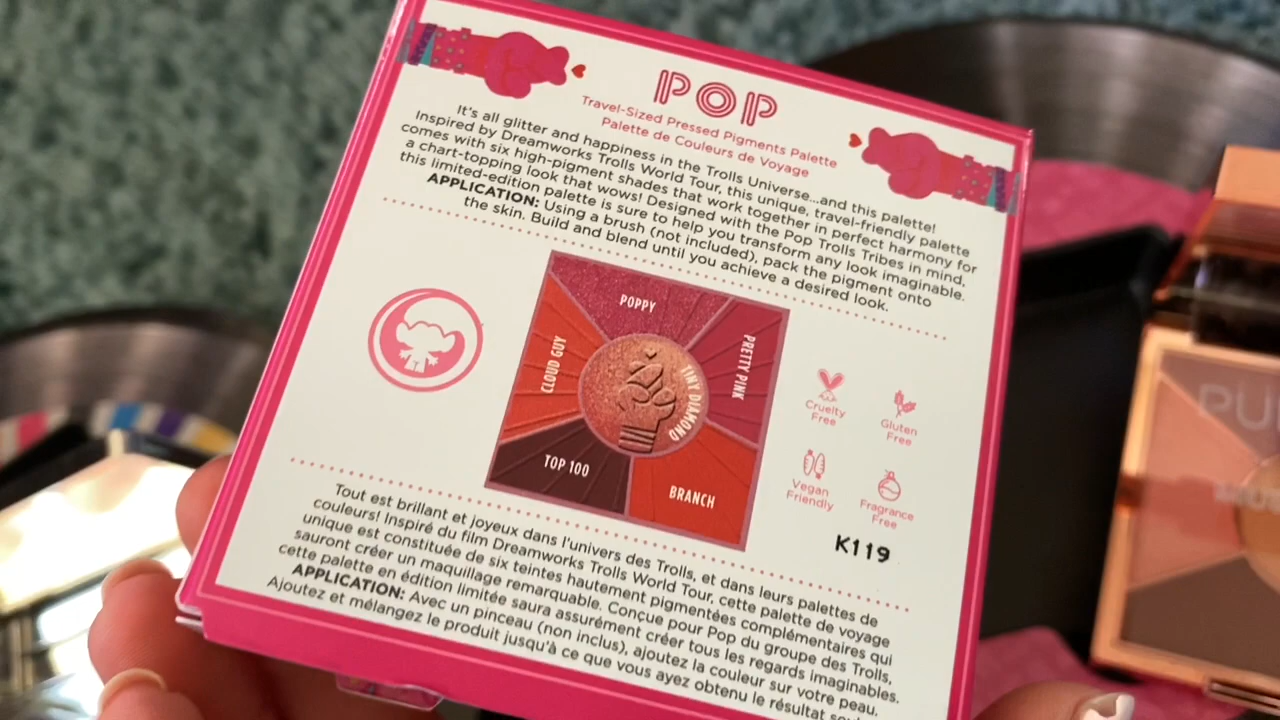 POP
Travel-Sized Pressed Pigments Palette
Palette de Couleurs de Voyage
It's all glitter and happiness in the Trolls Universe...and this palette!
Inspired by Dreamworks Trolls World Tour, this unique, travel-friendly palette
comes with six high-pigment shades that work together in perfect harmony for
a chart-topping look that wows! Designed with the Pop Trolls Tribes in mind,
this limited-edition palette is sure to help you transform any look imaginable.
APPLICATION: Using a brush (not included), pack the pigment onto
the skin. Build and blend until you achieve a desired look.
POPPY
CLOUD GUY
PRETTY PINK
TINY DIAMOND
TOP 100
BRANCH
Cruelty
Free
Gluten
Free
Vegan
Friendly
Fragrance
Free
K119
Tout est brillant et joyeux dans l'univers des Trolls, et dans leurs palettes de
couleurs! Inspiré du film Dreamworks Trolls World Tour, cette palette de voyage
unique est constituée de six teintes hautement pigmentées complémentaires qui
sauront créer un maquillage remarquable. Conçue pour Pop du groupe des Trolls,
cette palette en édition limitée saura assurément créer tous les regards imaginables.
APPLICATION: Avec un pinceau (non inclus), ajoutez la couleur sur votre peau.
Ajoutez et mélangez le produit jusqu'à ce que vous ayez obtenu le résultat
PÜ